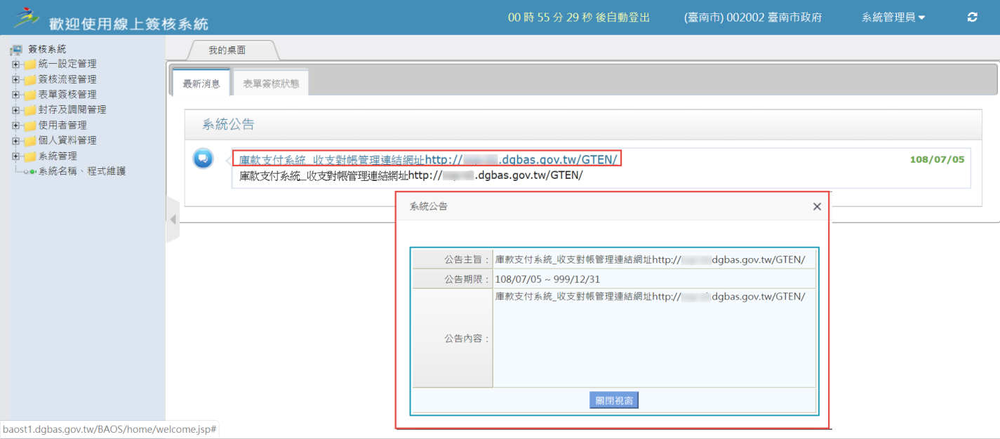 歡迎使用線上簽核系統
00 時 55 分 29 秒 後自動登出
(臺南市) 002002 臺南市政府
系統管理員
簽核系統
統一設定管理
簽核流程管理
表單簽核管理
封存及調閱管理
使用者管理
個人資料管理
系統管理
系統名稱、程式維護
我的桌面
最新消息
表單簽核狀態
系統公告
庫款支付系統_收支對帳管理連結網址http://.dgbas.gov.tw/GTEN/
108/07/05
庫款支付系統_收支對帳管理連結網址http://.dgbas.gov.tw/GTEN/
系統公告
公告主旨：
庫款支付系統_收支對帳管理連結網址http://dgbas.gov.tw/GTEN/
公告期限：
108/07/05 ~ 999/12/31
公告內容：
庫款支付系統_收支對帳管理連結網址http://.dgbas.gov.tw/GTEN/
關閉視窗
baost1.dgbas.gov.tw/BAOS/home/welcome.jsp#